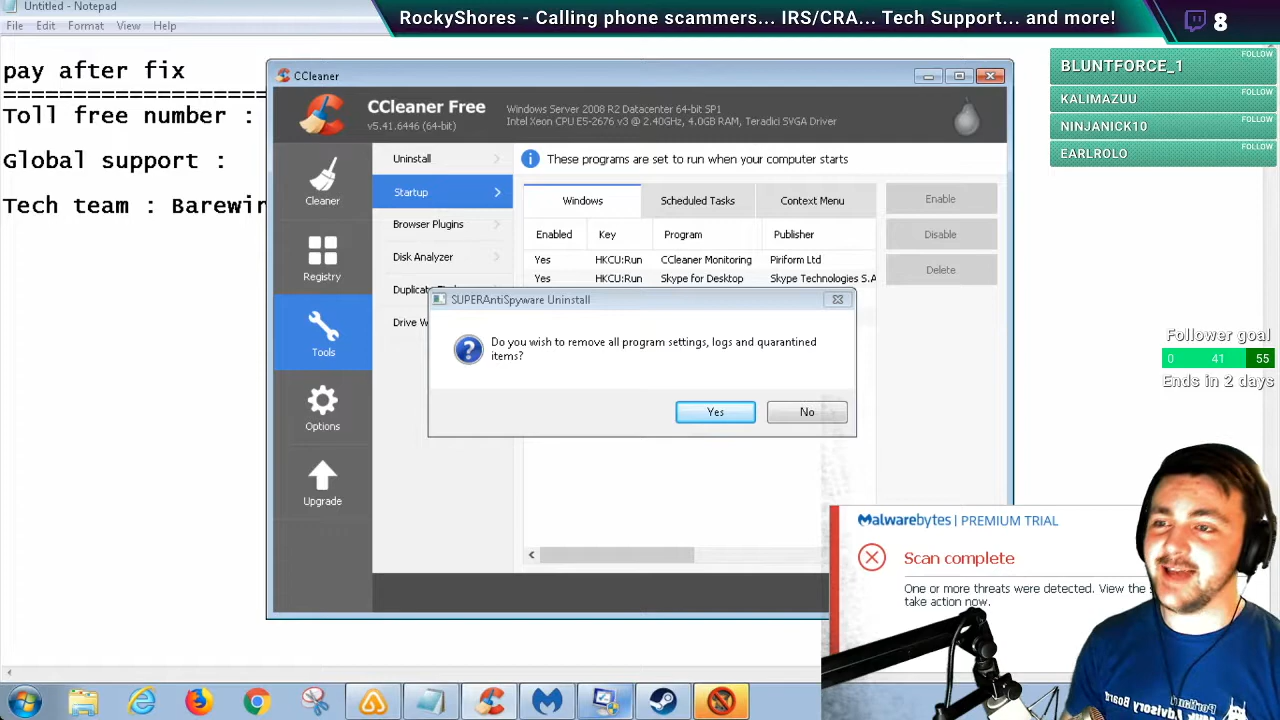 Untitled - Notepad
File Edit Format View Help
RockyShores - Calling phone scammers... IRS/CRA... Tech Support... and more!
8
pay after fix
====================
Toll free number :
Global support :
Tech team : Barewir
FOLLOW
BLUNTFORCE_1
FOLLOW
KALIMAZUU
FOLLOW
NINJANICK10
FOLLOW
EARLROLO
CCleaner
CCleaner Free
v5.41.6446 (64-bit)
Windows Server 2008 R2 Datacenter 64-bit SP1
Intel Xeon CPU E5-2676 v3 @ 2.40GHz, 4.0GB RAM, Teradici SVGA Driver
Cleaner
Registry
Tools
Options
Upgrade
Uninstall
Startup
Browser Plugins
Disk Analyzer
Drive W
These programs are set to run when your computer starts
Windows Scheduled Tasks Context Menu
Enabled Key Program Publisher
Yes HKCU:Run CCleaner Monitoring Piriform Ltd
Yes HKCU:Run Skype for Desktop Skype Technologies S.A
Enable
Disable
Delete
SUPERAntiSpyware Uninstall
Do you wish to remove all program settings, logs and quarantined
items?
Yes No
Follower goal
0 41 55
Ends in 2 days
Malwarebytes | PREMIUM TRIAL
Scan complete
One or more threats were detected. View the
take action now.